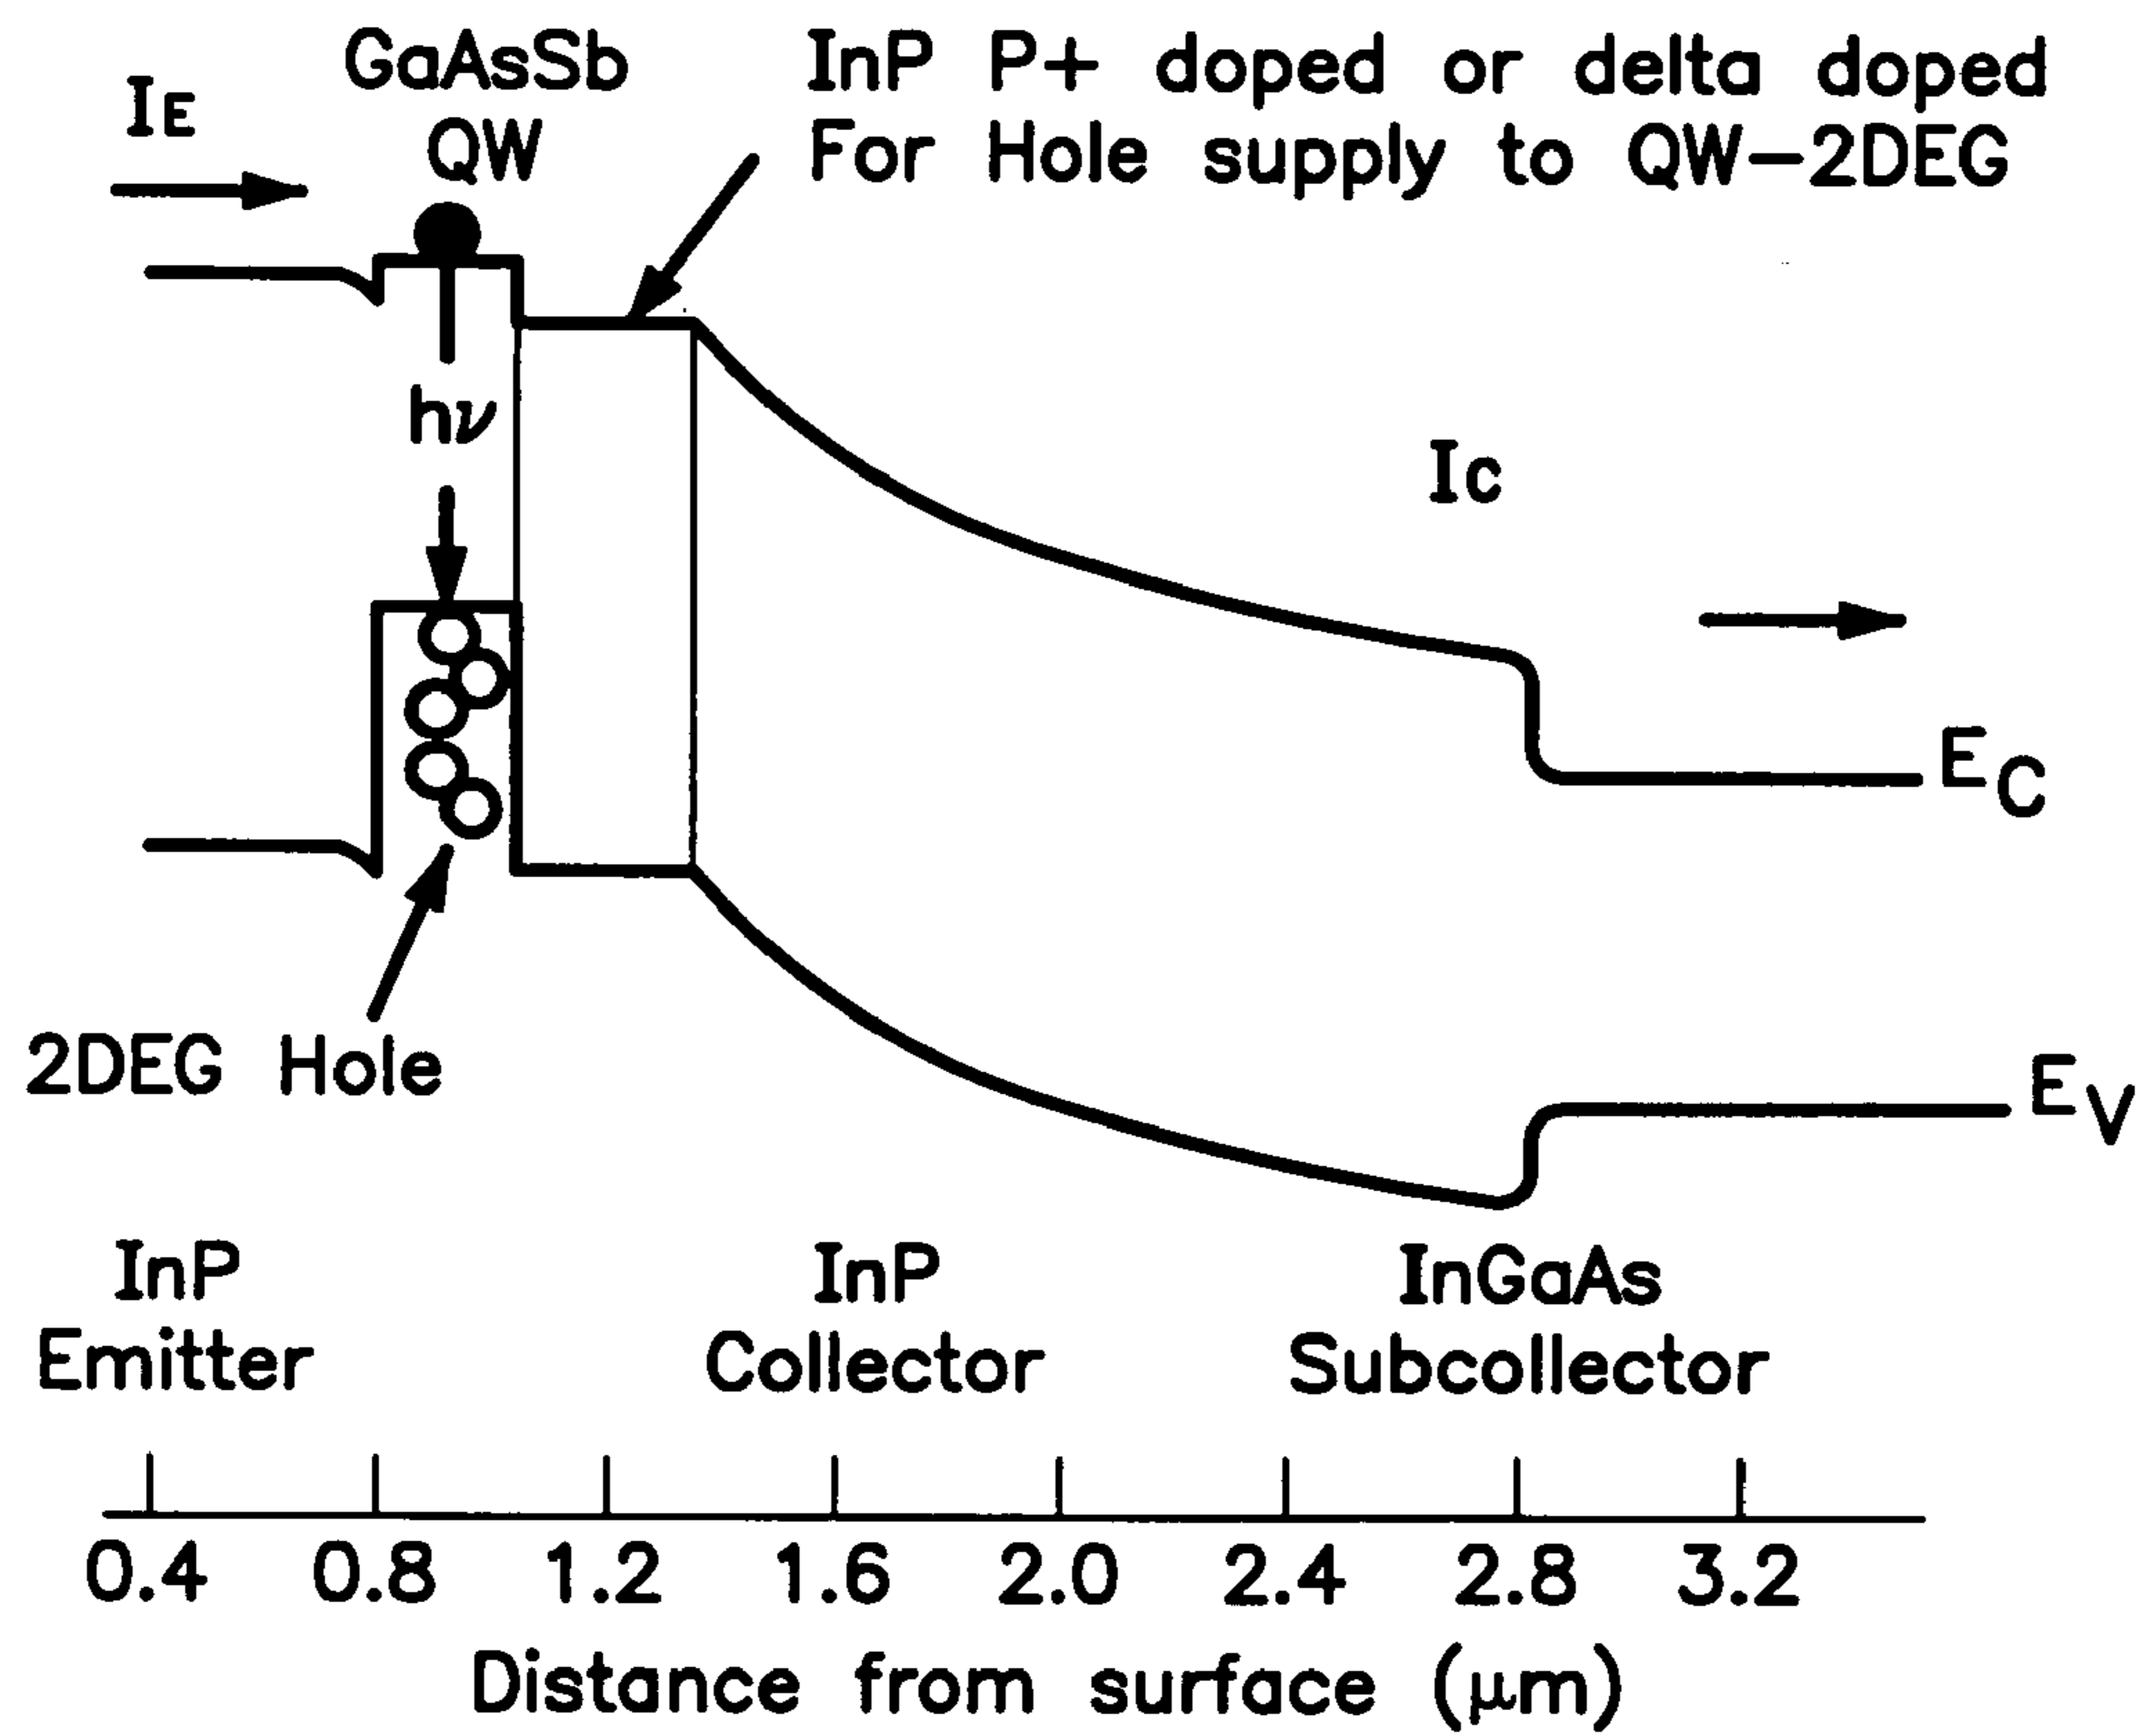 GaAsSb
QW
InP P+ doped or delta doped
For Hole supply to QW-2DEG
IE
hν
IC
EC
2DEG Hole
EV
InP
Emitter
InP
Collector
InGaAs
Subcollector
0.4 0.8 1.2 1.6 2.0 2.4 2.8 3.2
Distance from surface (μm)